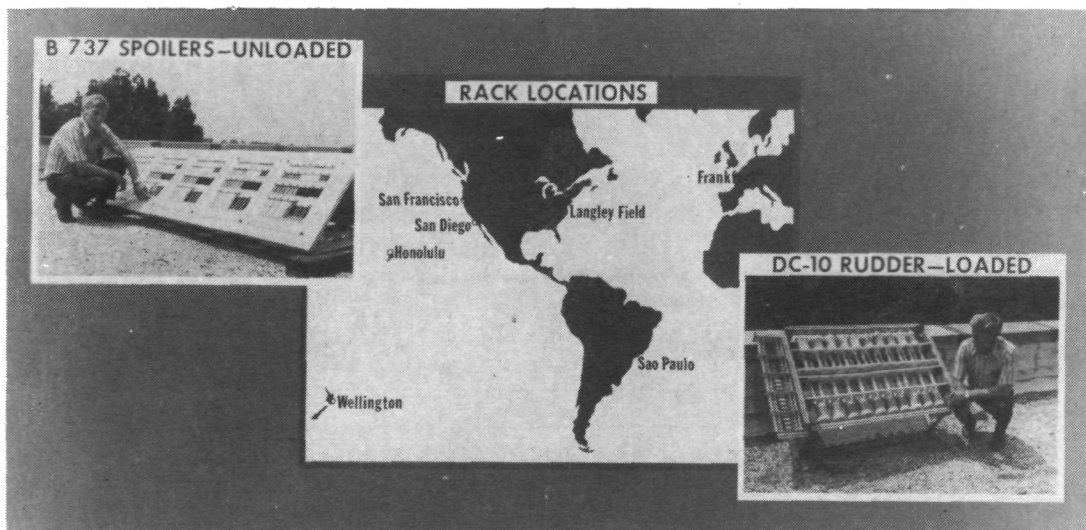 B 737 SPOILERS–UNLOADED
RACK LOCATIONS
San Francisco
San Diego
Honolulu
Langley Field
Frankf
DC-10 RUDDER–LOADED
Sao Paulo
Wellington